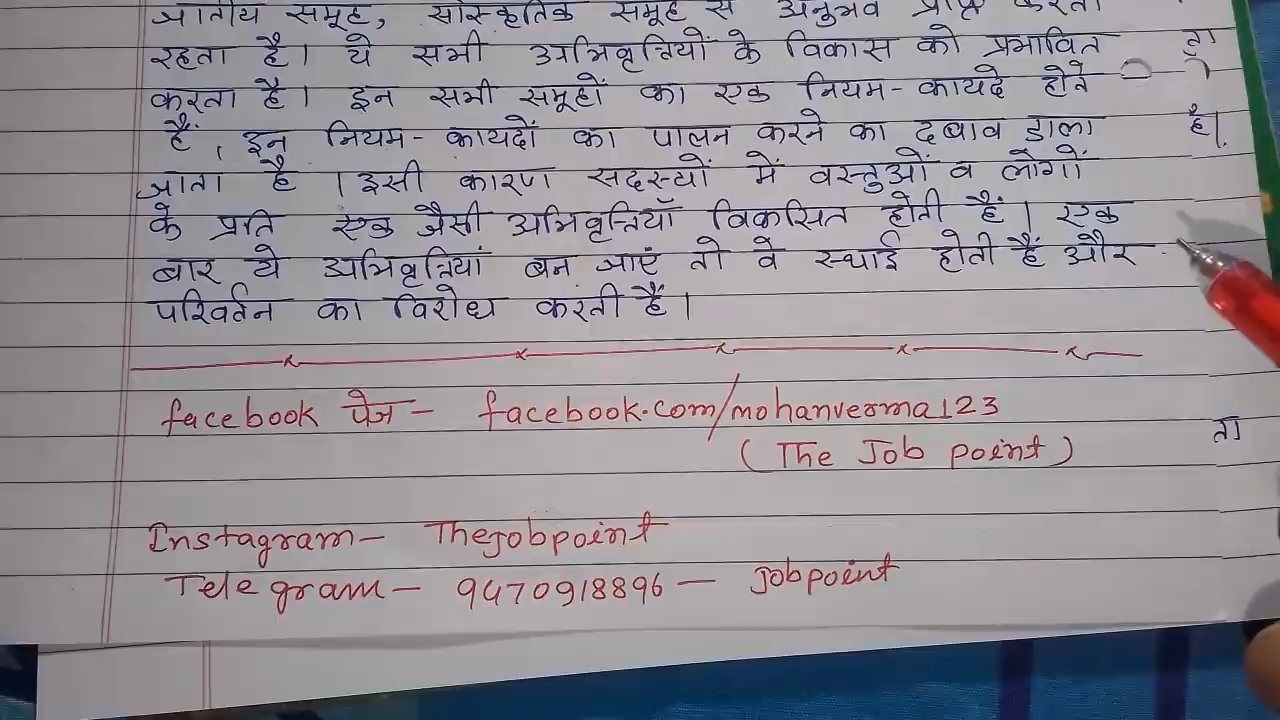 जातीय समूह, सांस्कृतिक समूह से अनुभव प्राप्त करता
रहता है। ये सभी अभिवृत्तियों के विकास को प्रभावित
करता है। इन सभी समूहों का एक नियम-कायदे होते
हैं, इन नियम-कायदों का पालन करने का दबाव डाला
जाता है। इसी कारण सदस्यों में वस्तुओं व लोगों
के प्रति एक जैसी अभिवृत्तियाँ विकसित होती हैं। एक
बार ये अभिवृत्तियां बन जाएं तो वे स्थाई होती हैं और
परिवर्तन का विरोध करती हैं।
facebook पेज - facebook.com/mohanverma123
(The Job point)
Instagram- Thejobpoint
Telegram- 9470918896 - Jobpoint
है।
ता